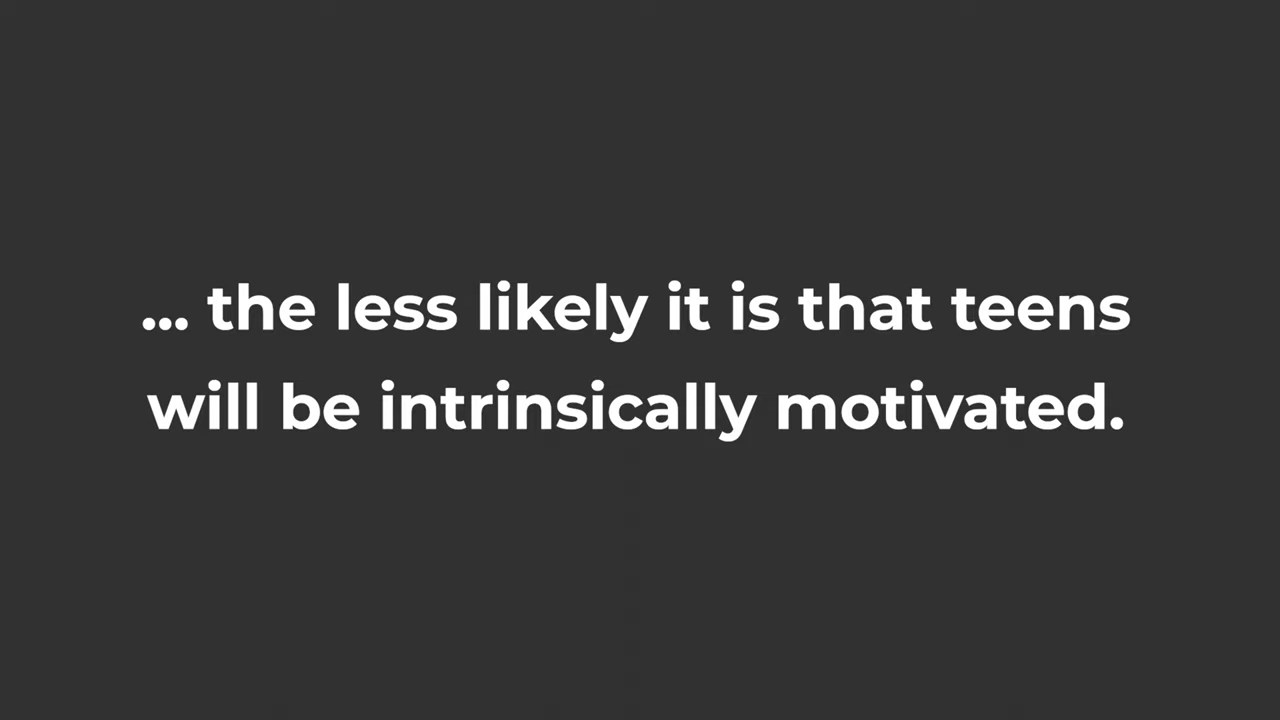 ... the less likely it is that teens
will be intrinsically motivated.